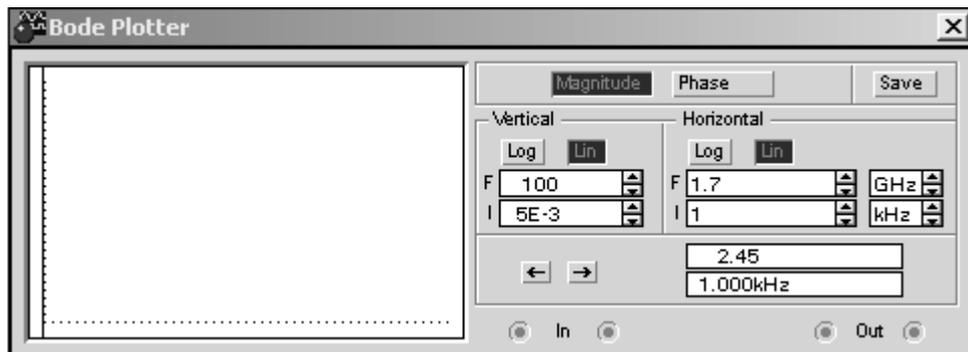 Bode Plotter
Magnitude Phase Save
Vertical Horizontal
Log Lin Log Lin
F 100 F 1.7 GHz
I 5E-3 I 1 kHz
2.45
← →
1.000kHz
In Out